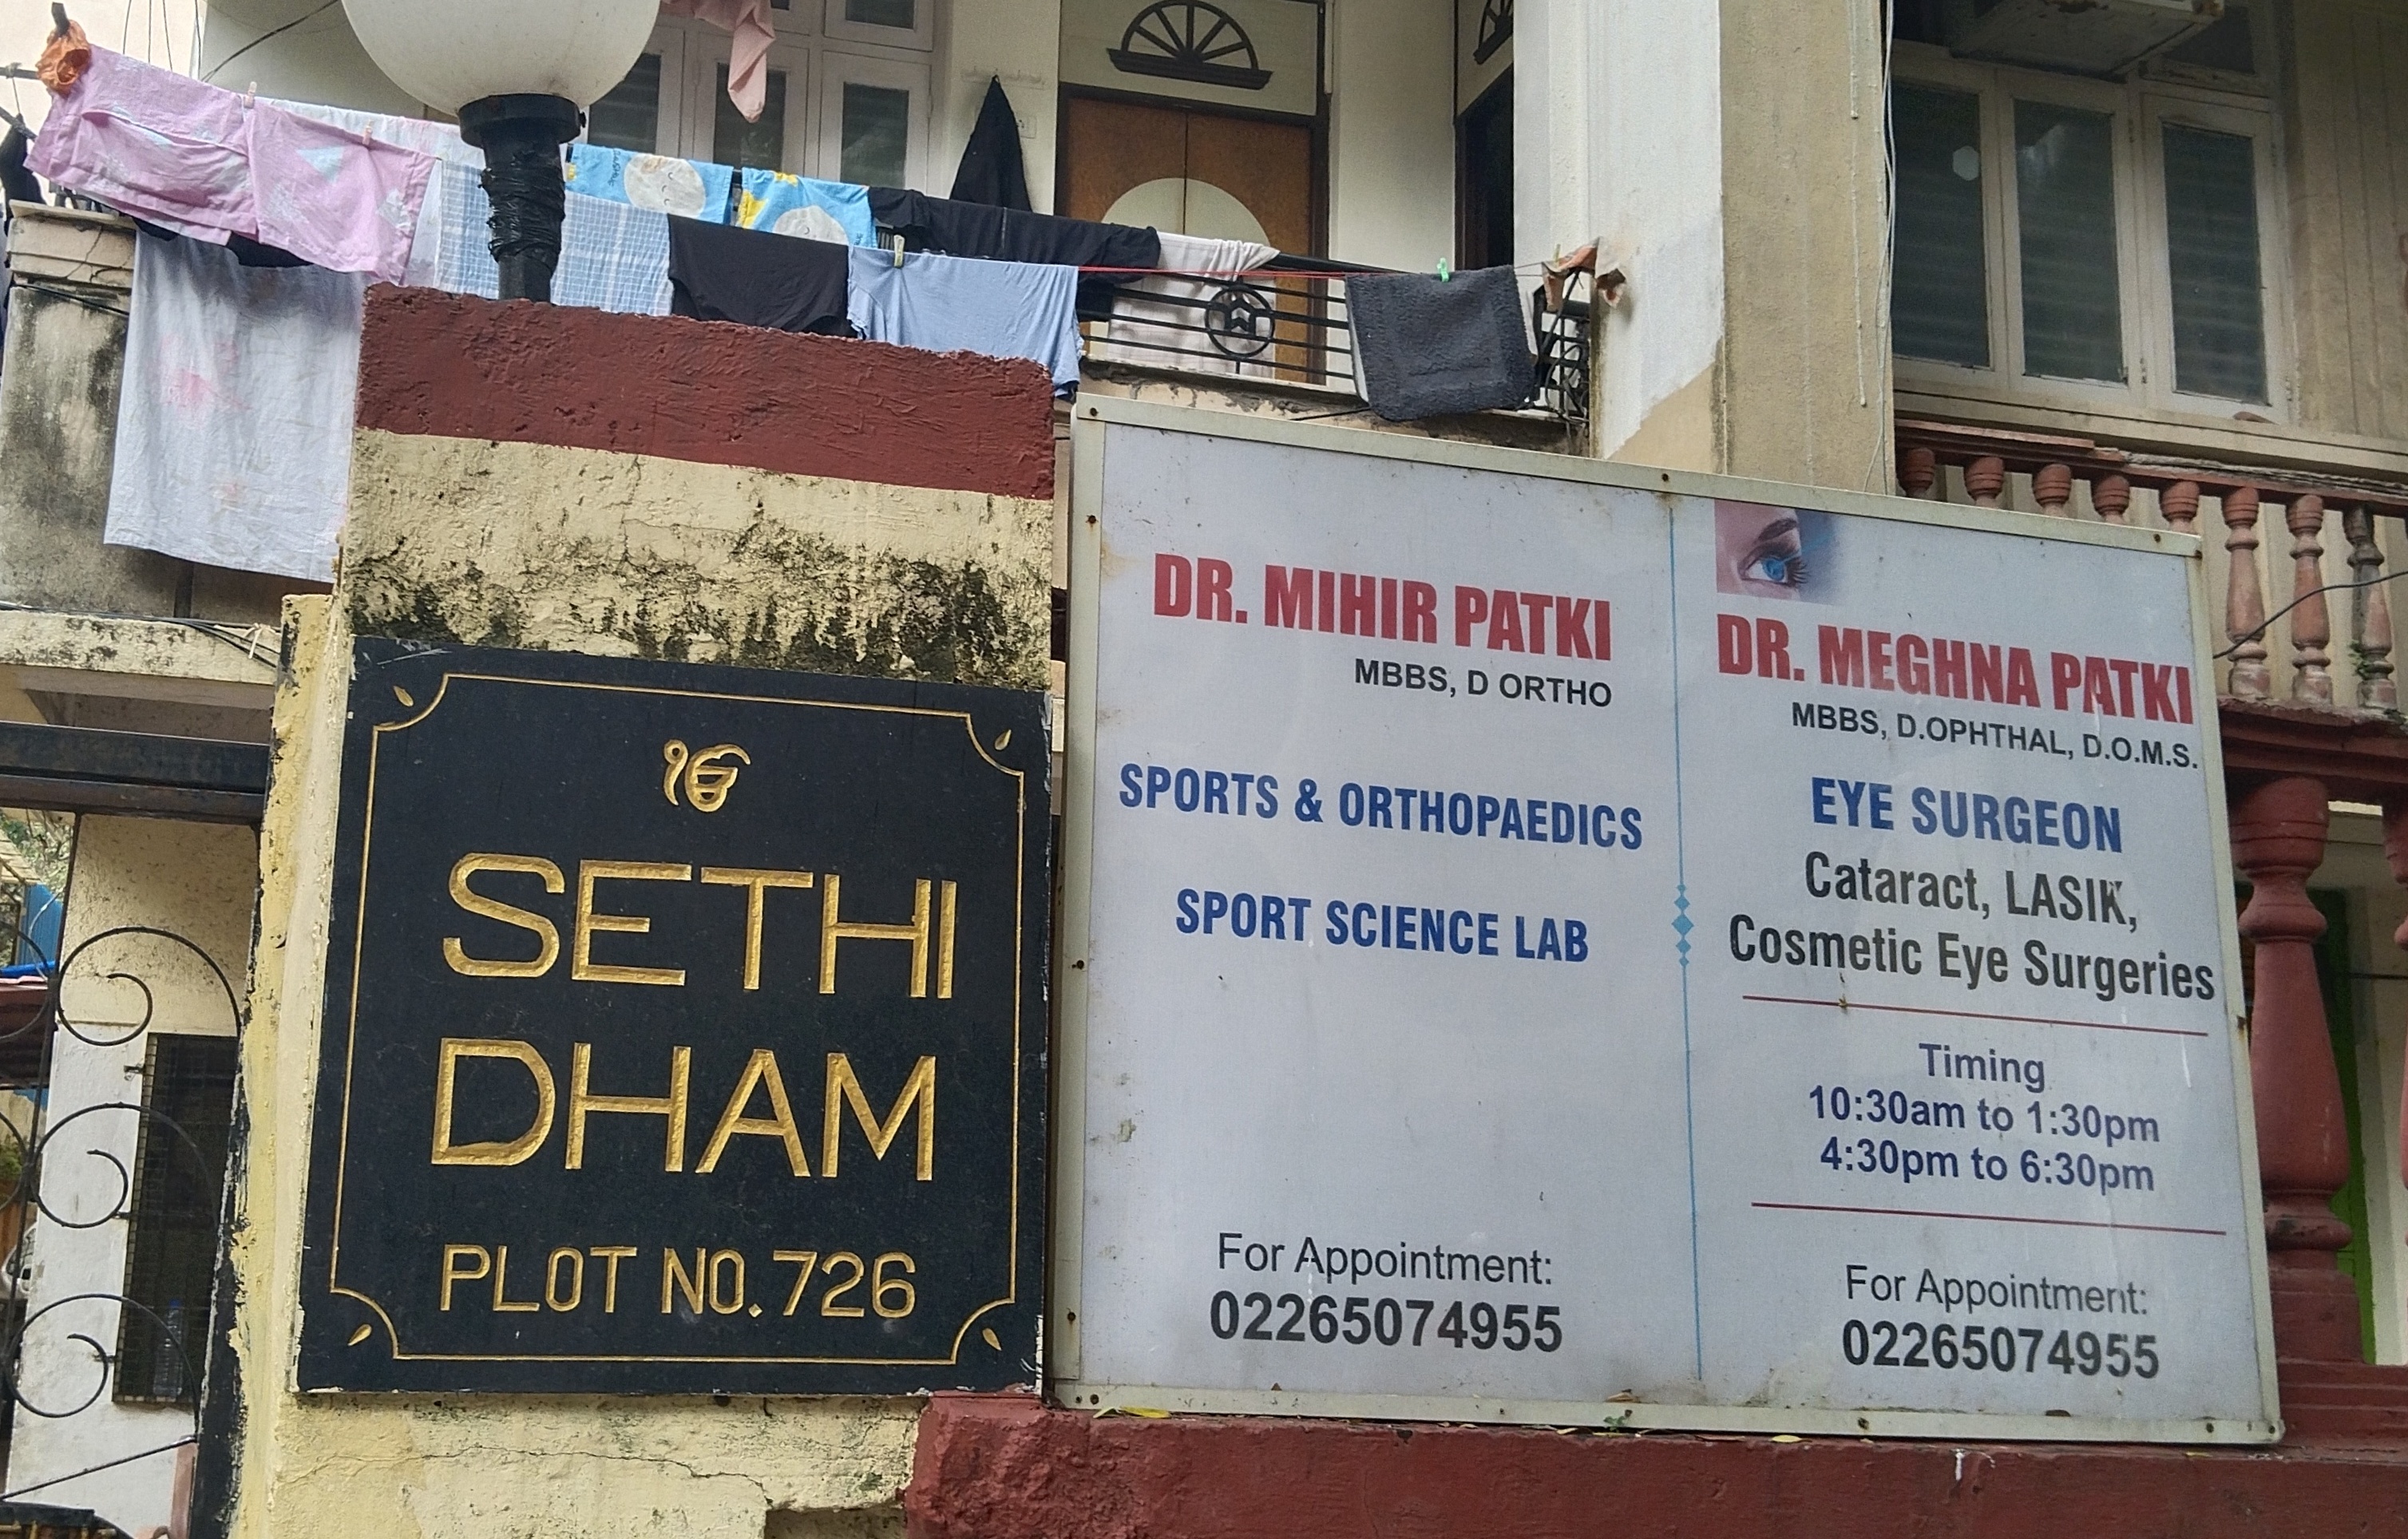 ੴ
SETHI
DHAM
PLOT NO. 726
DR. MIHIR PATKI
MBBS, D ORTHO
SPORTS & ORTHOPAEDICS
SPORT SCIENCE LAB
For Appointment:
02265074955
DR. MEGHNA PATKI
MBBS, D.OPHTHAL, D.O.M.S.
EYE SURGEON
Cataract, LASIK,
Cosmetic Eye Surgeries
Timing
10:30am to 1:30pm
4:30pm to 6:30pm
For Appointment:
02265074955